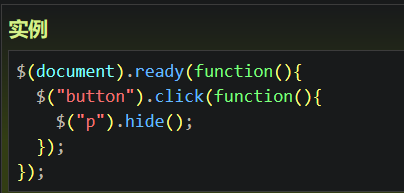 实例
$(document).ready(function(){
  $("button").click(function(){
    $("p").hide();
  });
});